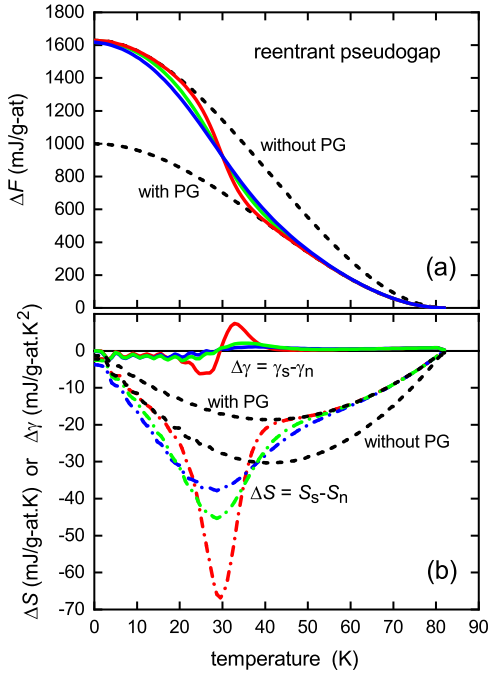 (a)
1800
1600
1400
1200
1000
800
600
400
200
0
ΔF (mJ/g-at)
reentrant pseudogap
without PG
with PG
(a)
(b)
10
0
-10
-20
-30
-40
-50
-60
-70
ΔS (mJ/g-at.K) or Δγ (mJ/g-at.K²)
Δγ = γs-γn
with PG
without PG
ΔS = Ss-Sn
(b)
0 10 20 30 40 50 60 70 80 90
temperature (K)